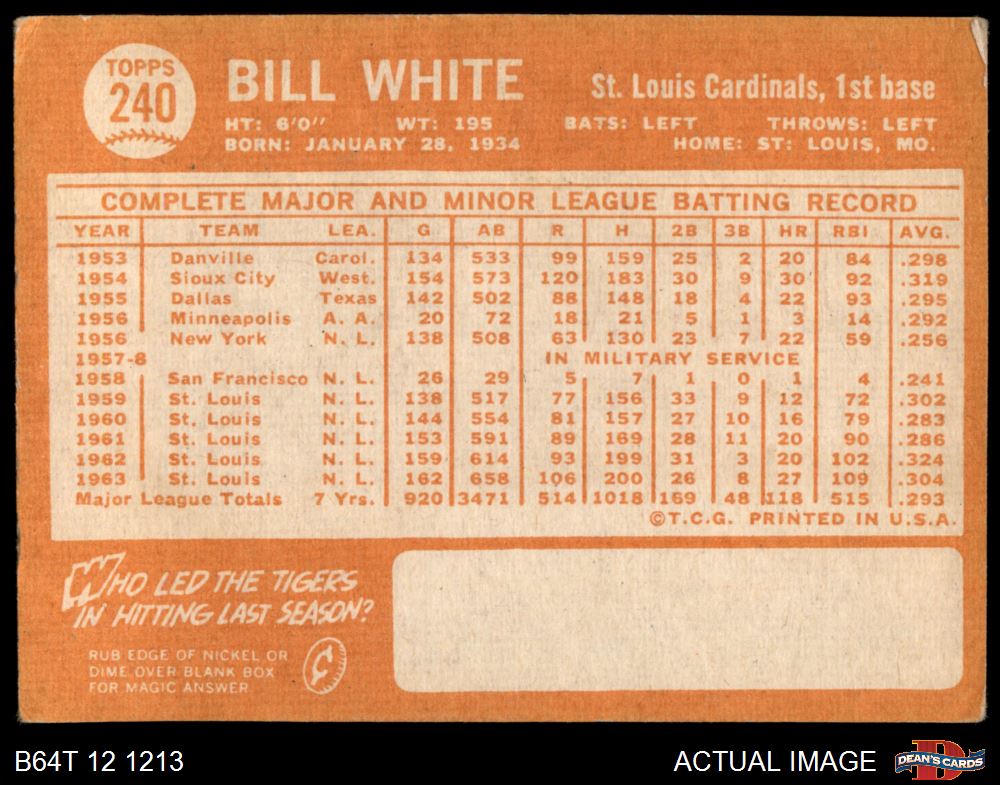 TOPPS
240
BILL WHITE
St. Louis Cardinals, 1st base
HT: 6'0" WT: 195 BATS: LEFT THROWS: LEFT
BORN: JANUARY 28, 1934 HOME: ST: LOUIS, MO.
COMPLETE MAJOR AND MINOR LEAGUE BATTING RECORD
YEAR TEAM LEA. G AB R H 2B 3B HR RBI AVG.
1953 Danville Carol. 134 533 99 159 25 2 20 84 .298
1954 Sioux City West. 154 573 120 183 30 9 30 92 .319
1955 Dallas Texas 142 502 88 148 18 4 22 93 .295
1956 Minneapolis A. A. 20 72 18 21 5 1 3 14 .292
1956 New York N. L. 138 508 63 130 23 7 22 59 .256
1957-8 IN MILITARY SERVICE
1958 San Francisco N. L. 26 29 5 7 1 0 1 4 .241
1959 St. Louis N. L. 138 517 77 156 33 9 12 72 .302
1960 St. Louis N. L. 144 554 81 157 27 10 16 79 .283
1961 St. Louis N. L. 153 591 89 169 28 11 20 90 .286
1962 St. Louis N. L. 159 614 93 199 31 3 20 102 .324
1963 St. Louis N. L. 162 658 106 200 26 8 27 109 .304
Major League Totals 7 Yrs. 920 3471 514 1018 169 48 118 515 .293
©T.C.G. PRINTED IN U.S.A.
WHO LED THE TIGERS
IN HITTING LAST SEASON?
RUB EDGE OF NICKEL OR
DIME OVER BLANK BOX
FOR MAGIC ANSWER
B64T 12 1213
ACTUAL IMAGE
D
DEAN'S CARDS